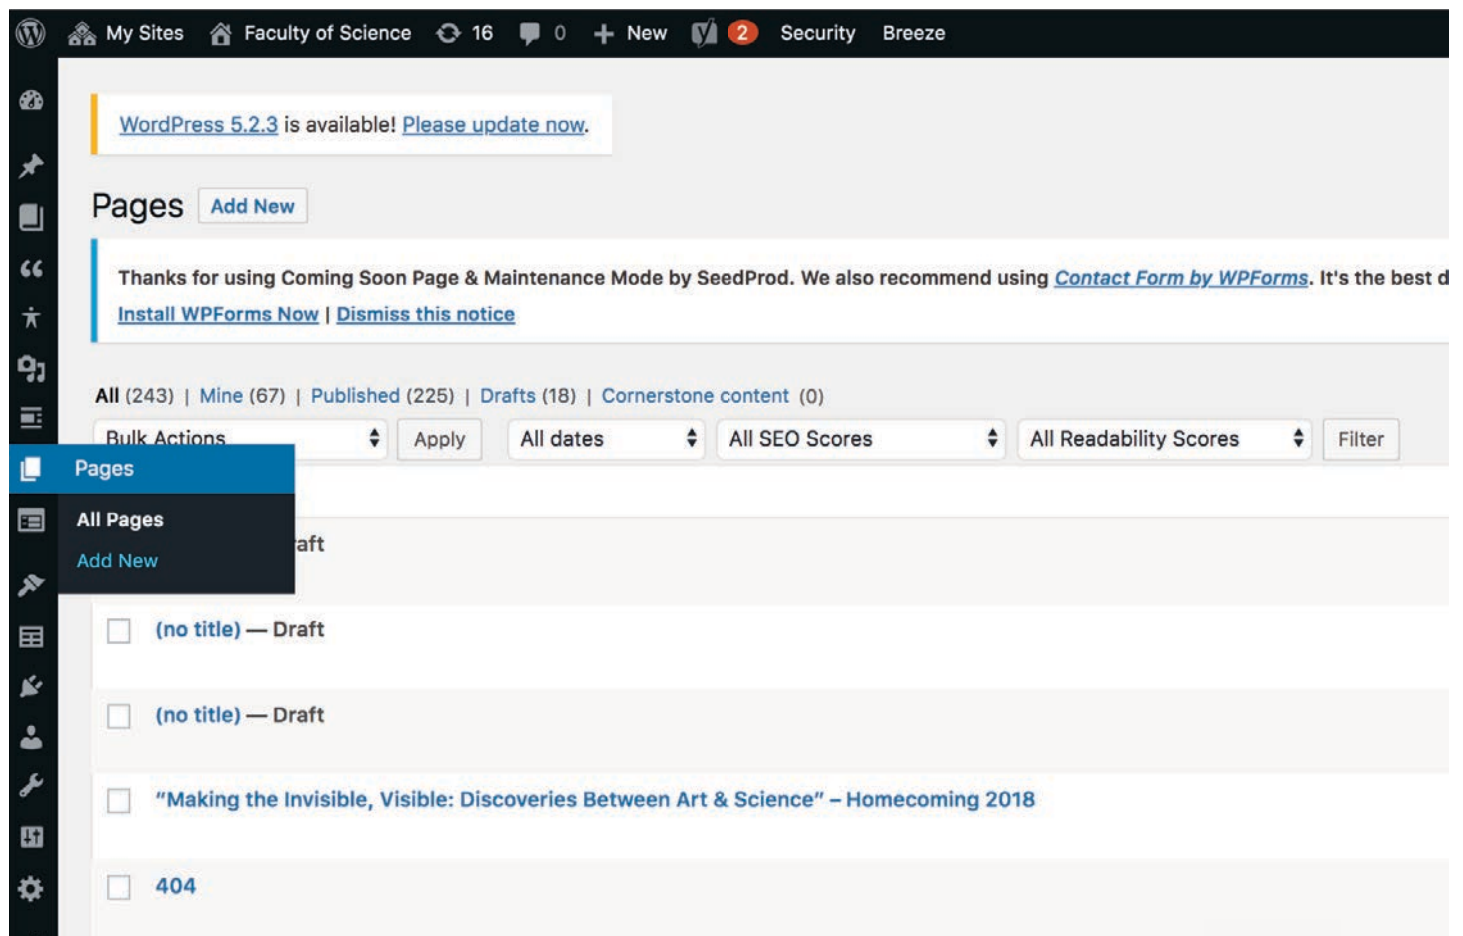 My Sites Faculty of Science 16 0 + New 2 Security Breeze
WordPress 5.2.3 is available! Please update now.
Pages Add New
Thanks for using Coming Soon Page & Maintenance Mode by SeedProd. We also recommend using Contact Form by WPForms. It's the best d
Install WPForms Now | Dismiss this notice
All (243) | Mine (67) | Published (225) | Drafts (18) | Cornerstone content (0)
Bulk Actions Apply All dates All SEO Scores All Readability Scores Filter
Pages
All Pages
aft
Add New
(no title) — Draft
(no title) — Draft
“Making the Invisible, Visible: Discoveries Between Art & Science” – Homecoming 2018
404